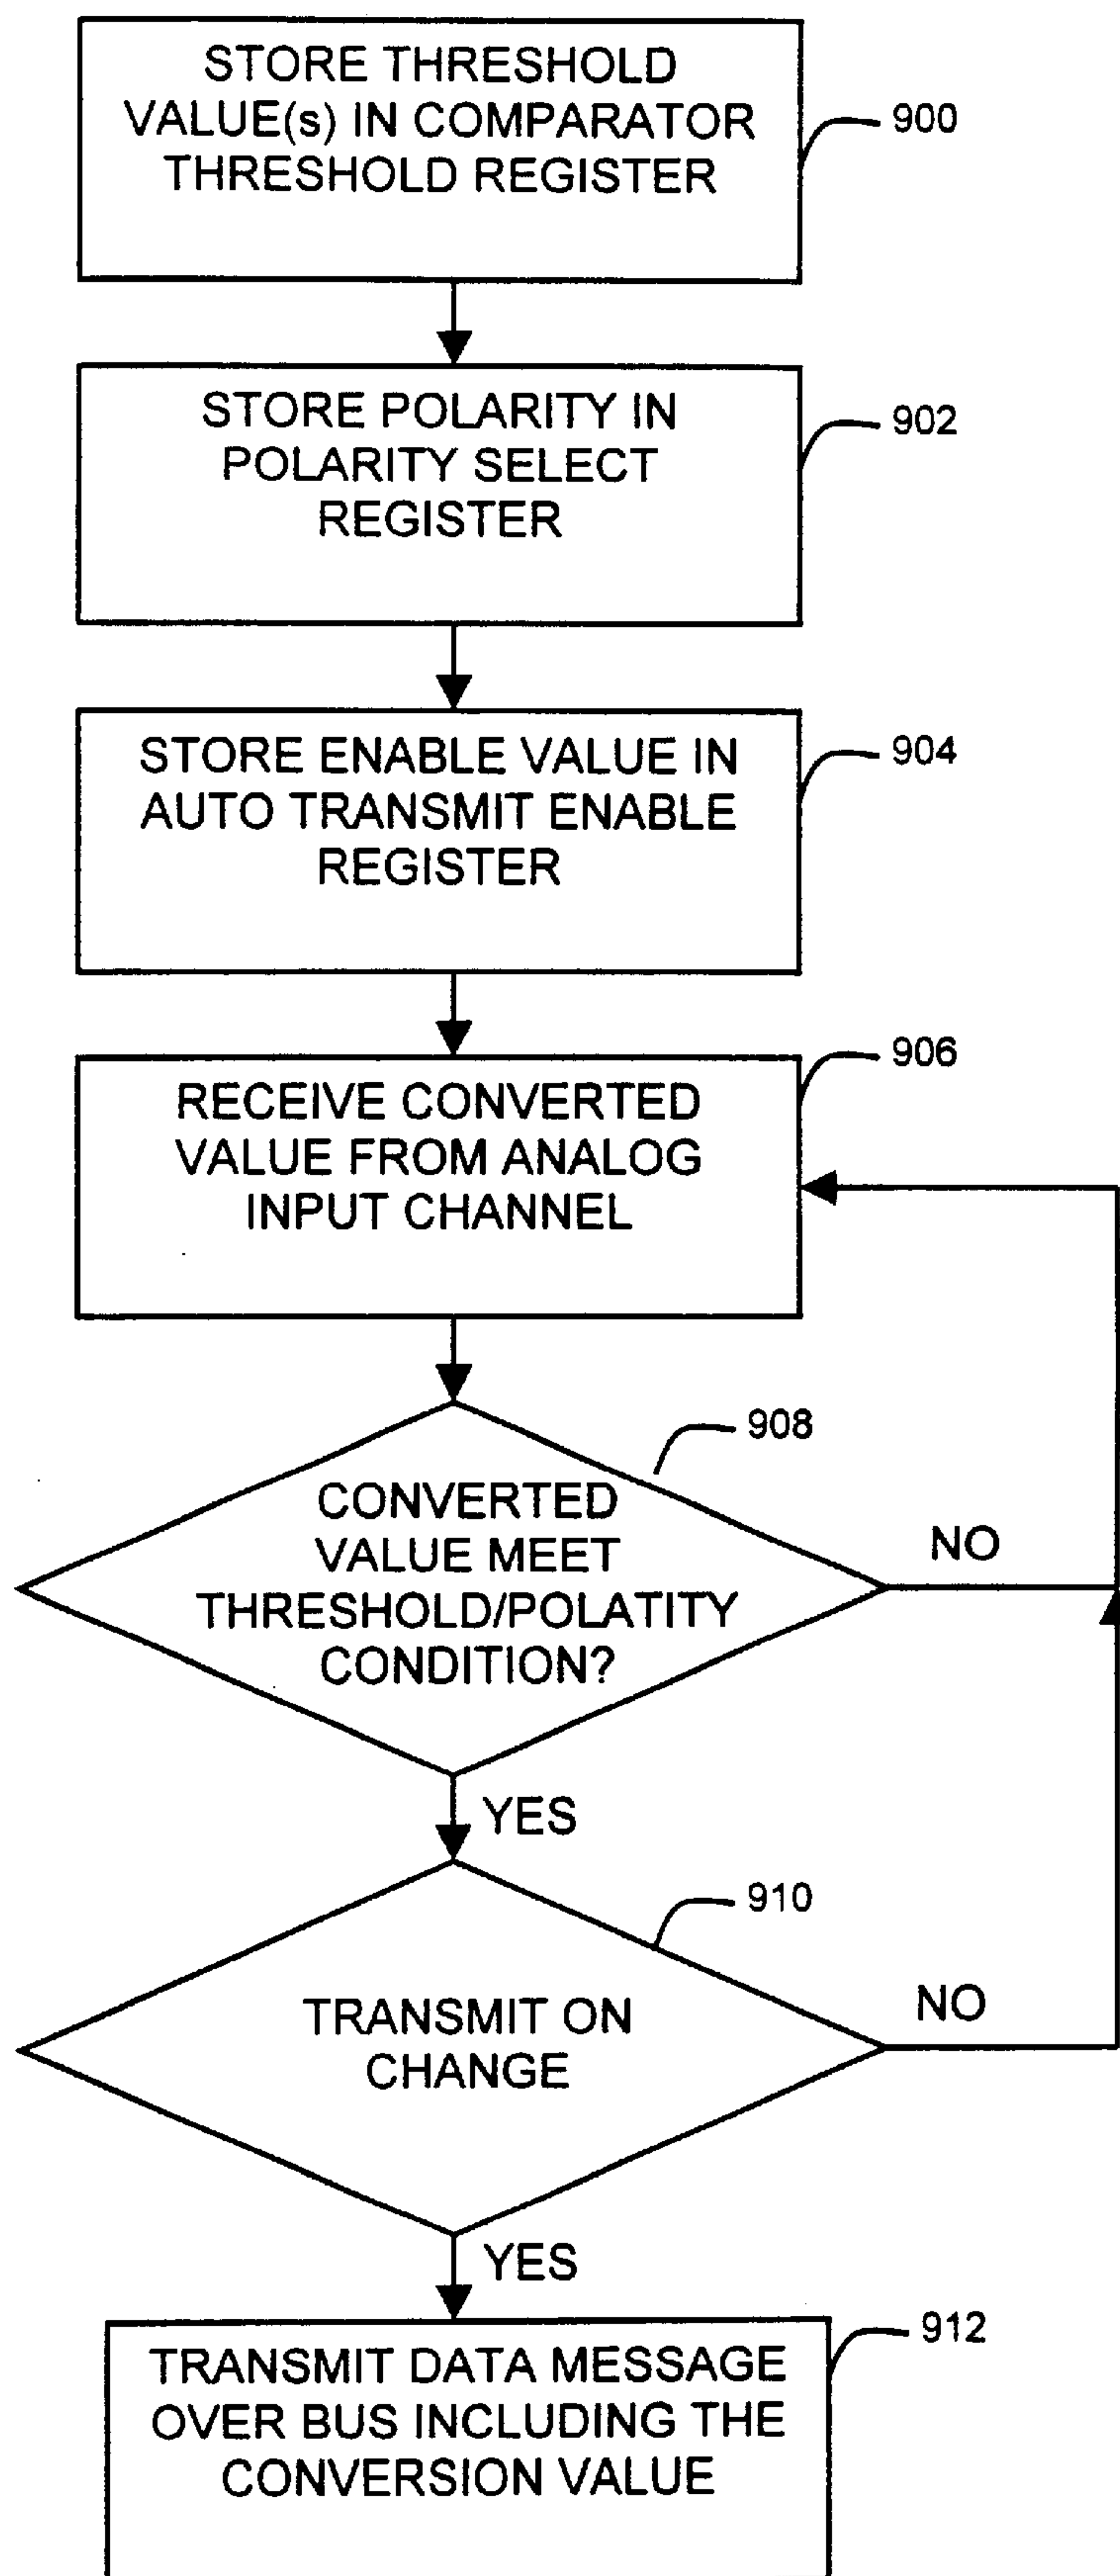 STORE THRESHOLD
VALUE(s) IN COMPARATOR
THRESHOLD REGISTER
900
STORE POLARITY IN
POLARITY SELECT
REGISTER
902
STORE ENABLE VALUE IN
AUTO TRANSMIT ENABLE
REGISTER
904
RECEIVE CONVERTED
VALUE FROM ANALOG
INPUT CHANNEL
906
908
CONVERTED
VALUE MEET
THRESHOLD/POLATITY
CONDITION?
NO
YES
910
TRANSMIT ON
CHANGE
NO
YES
912
TRANSMIT DATA MESSAGE
OVER BUS INCLUDING THE
CONVERSION VALUE